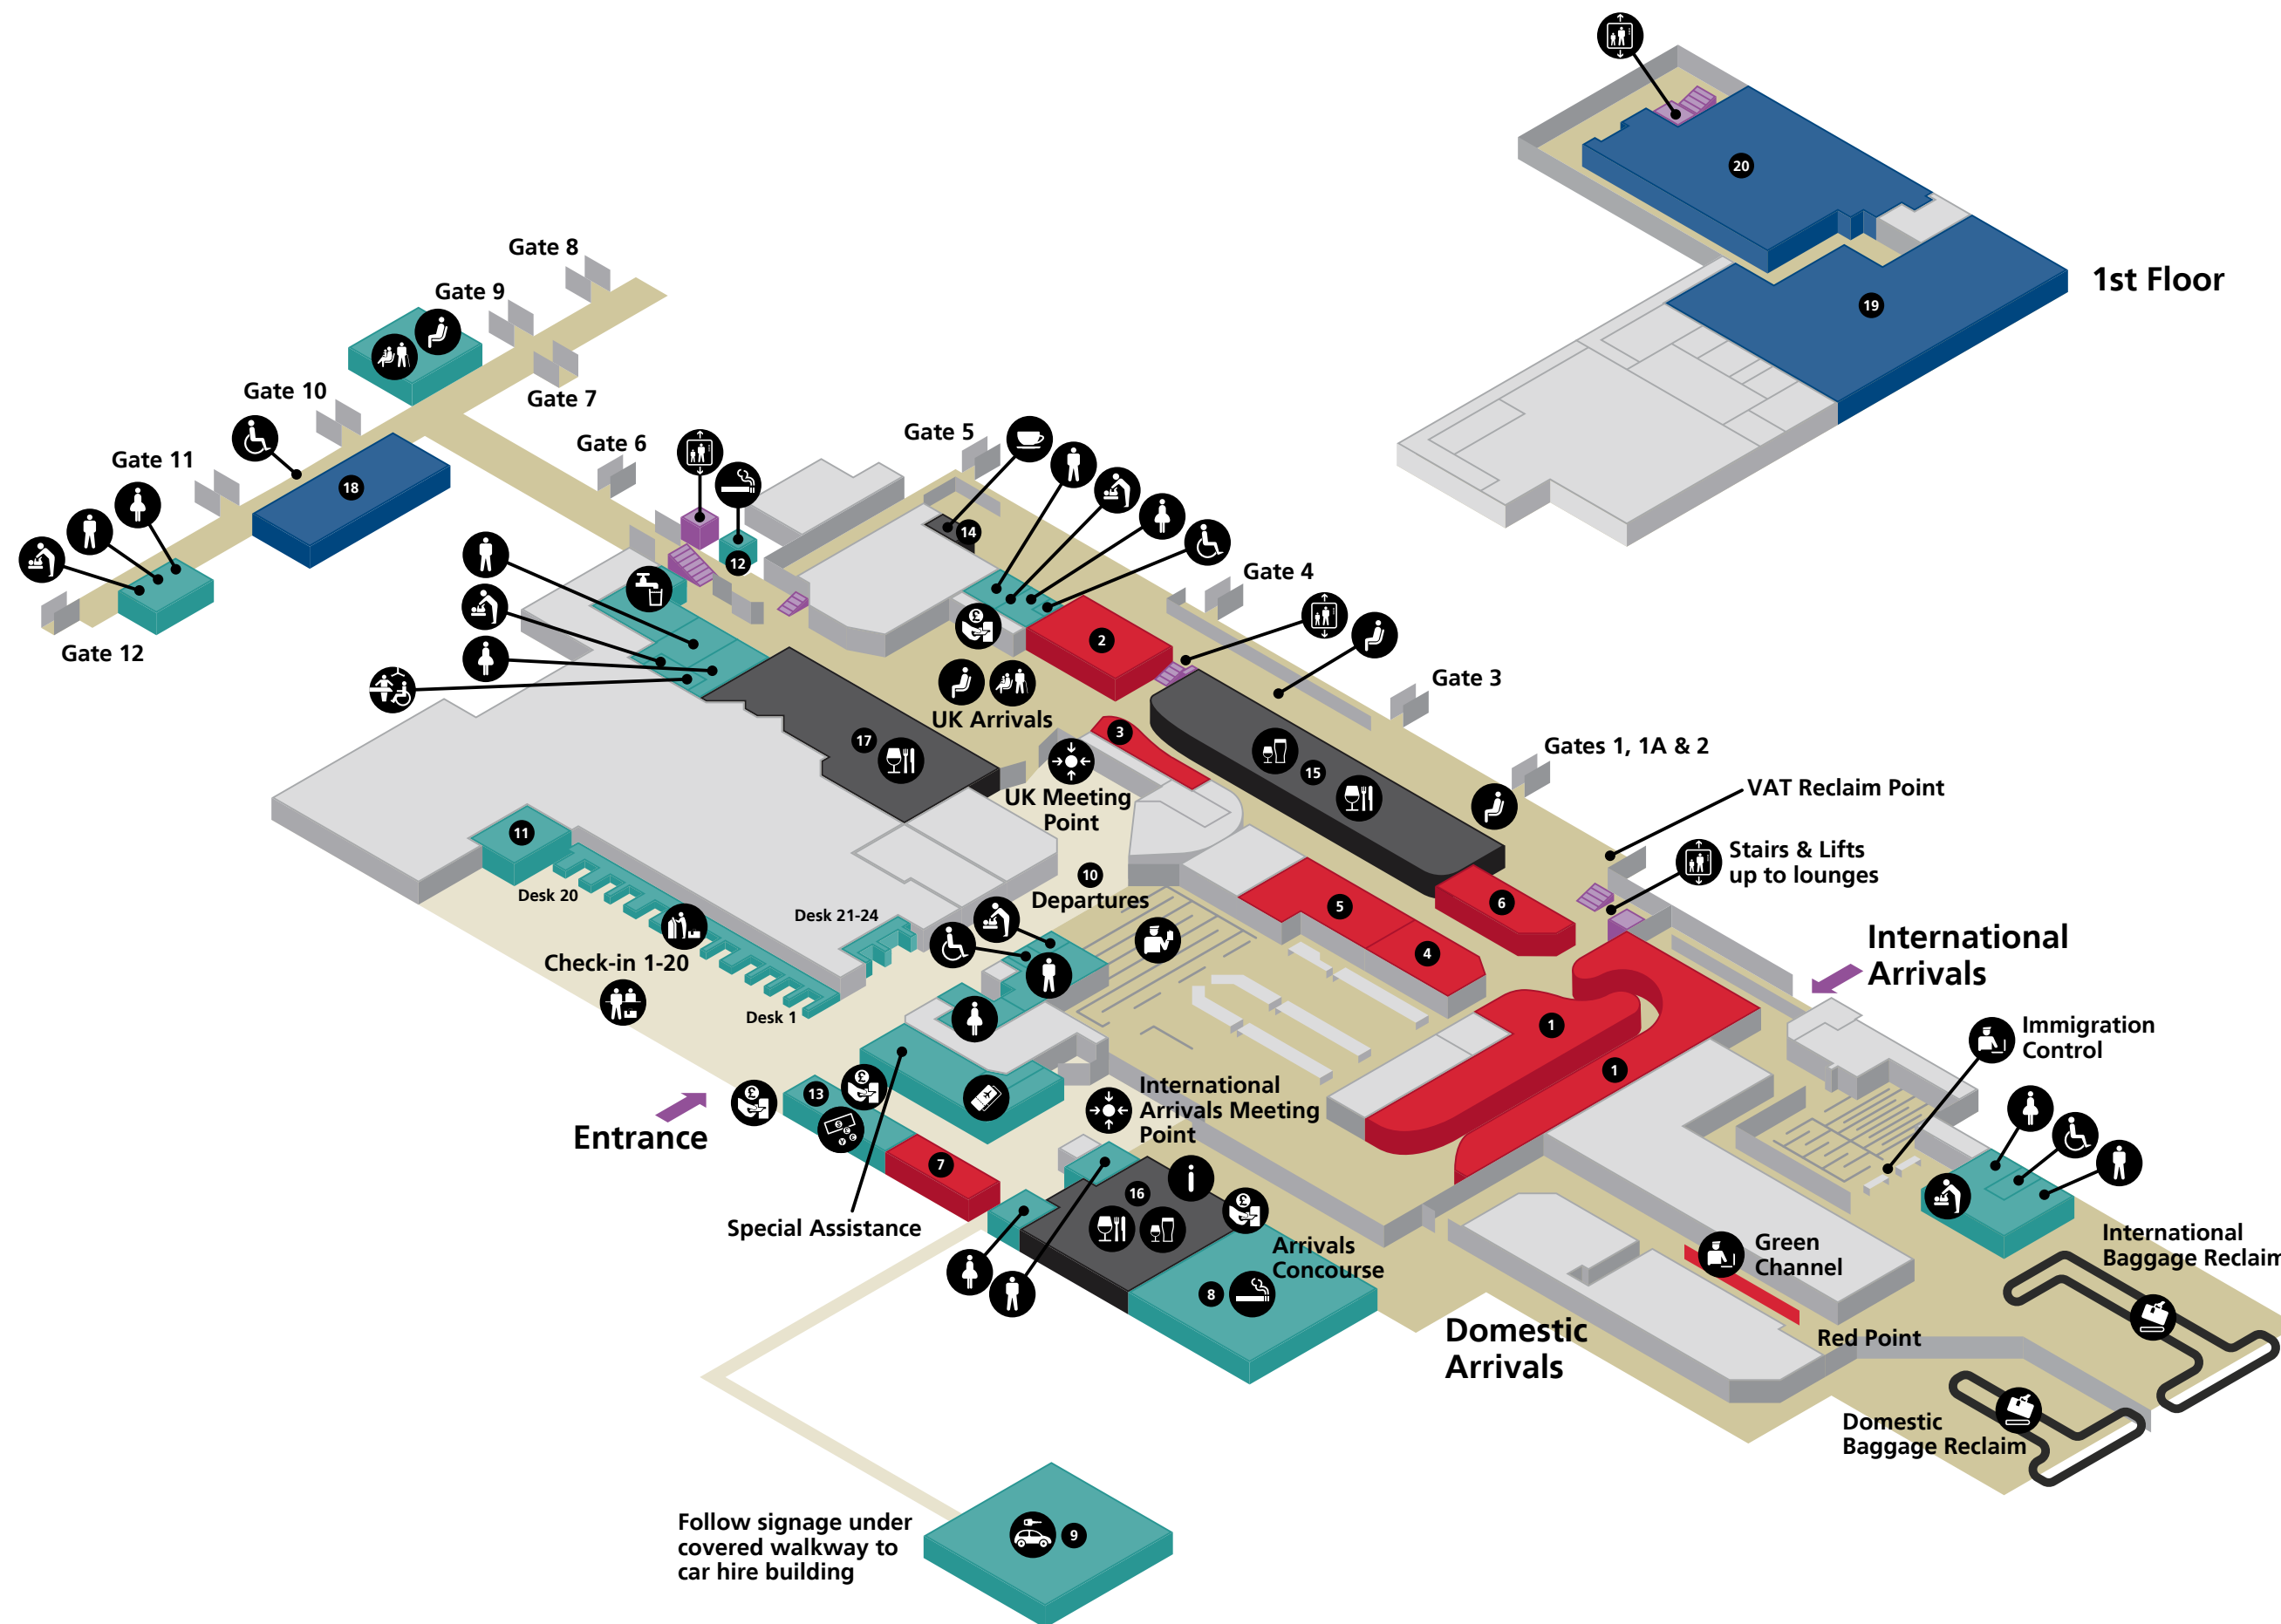 20
1st Floor
19
Gate 8
Gate 9
Gate 7
Gate 10
Gate 6
Gate 5
Gate 11
18
14
12
Gate 4
Gate 12
2
Gate 3
UK Arrivals
3
17
15
Gates 1, 1A & 2
UK Meeting
Point
VAT Reclaim Point
11
Stairs & Lifts
up to lounges
10
Departures
Desk 20
Desk 21-24
5
6
4
Check-in 1-20
International
Arrivals
Desk 1
1
1
Immigration
Control
International
Arrivals Meeting
Point
13
£
£
£
£
$
£
€
¥
Entrance
7
16
i
Special Assistance
Arrivals
Concourse
8
Green
Channel
International
Baggage Reclaim
Domestic
Arrivals
Red Point
Domestic
Baggage Reclaim
Follow signage under
covered walkway to
car hire building
9